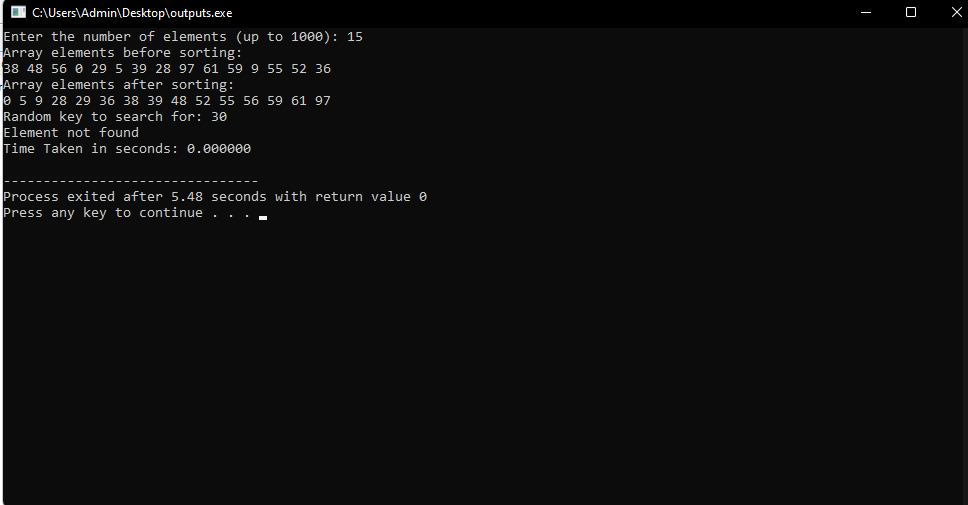 C:\Users\Admin\Desktop\outputs.exe
Enter the number of elements (up to 1000): 15
Array elements before sorting:
38 48 56 0 29 5 39 28 97 61 59 9 55 52 36
Array elements after sorting:
0 5 9 28 29 36 38 39 48 52 55 56 59 61 97
Random key to search for: 30
Element not found
Time Taken in seconds: 0.000000
--------------------------------
Process exited after 5.48 seconds with return value 0
Press any key to continue . . .